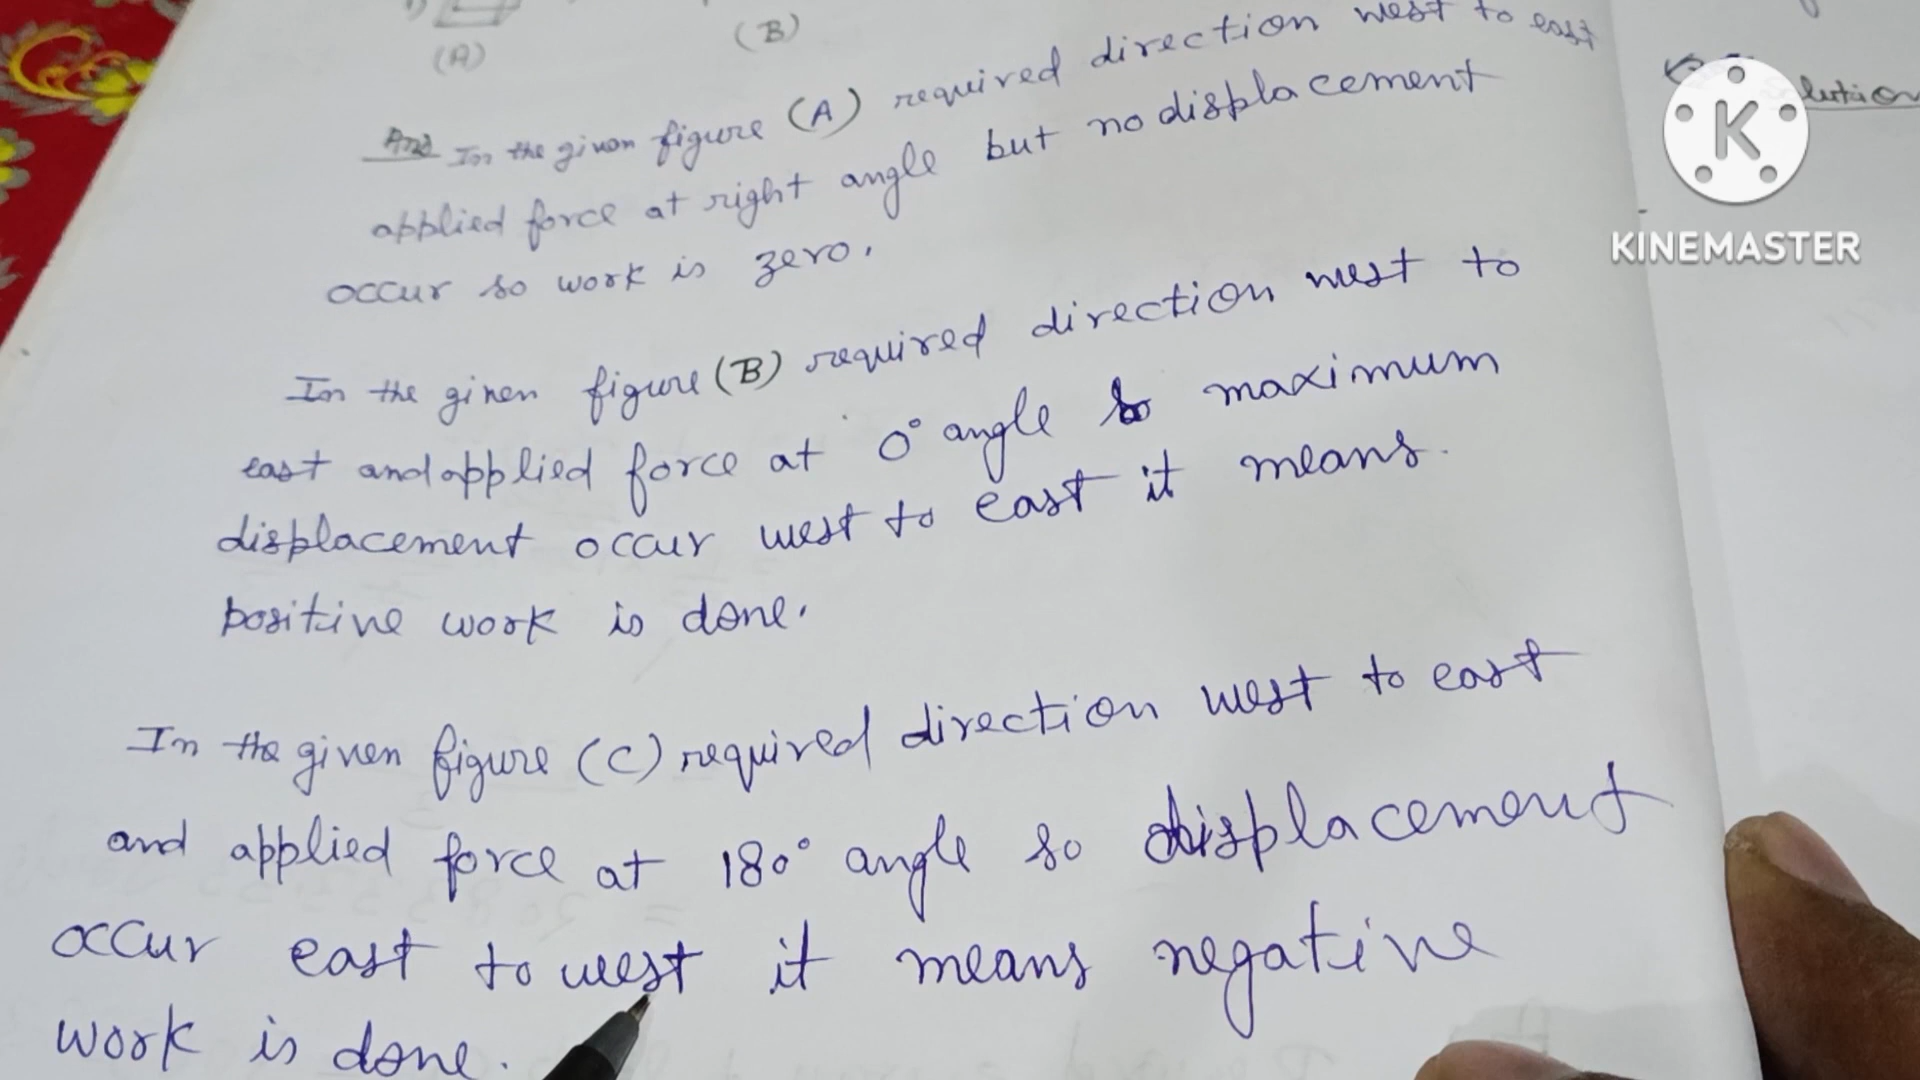 (A)
(B)
Ans In the given figure (A) required direction west to east
applied force at right angle but no displacement
occur so work is zero.
In the given figure (B) required direction west to
east and applied force at 0° angle so maximum
displacement occur west to east it means.
positive work is done.
In the given figure (C) required direction west to east
and applied force at 180° angle so displacement
occur east to west it means negative
work is done.
K
KINEMASTER